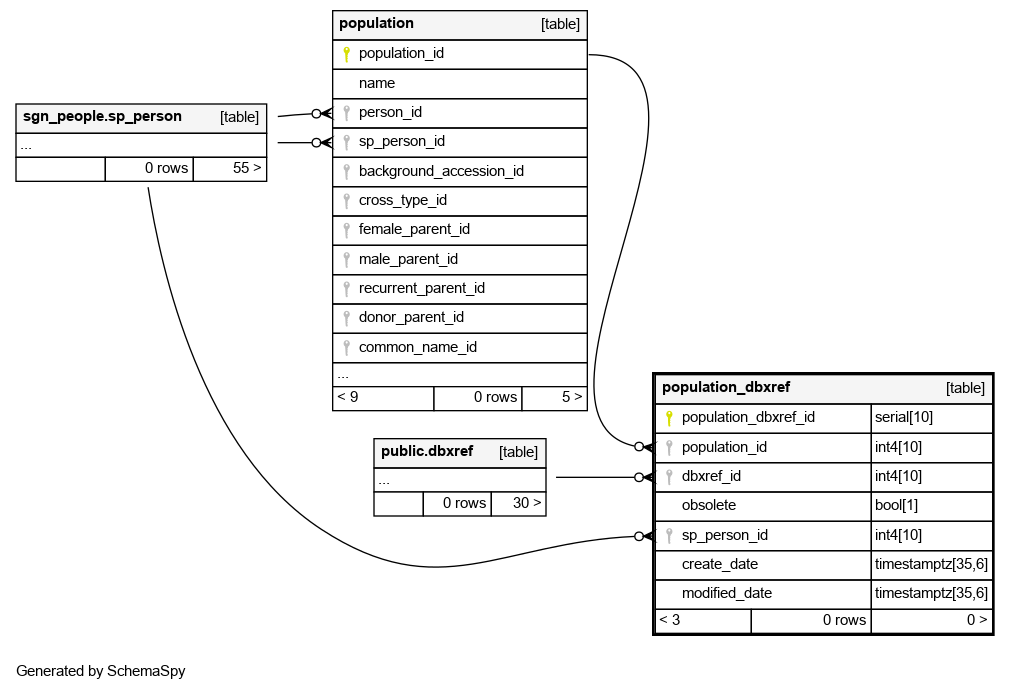 population [table]
population_id
name
person_id
sp_person_id
background_accession_id
cross_type_id
female_parent_id
male_parent_id
recurrent_parent_id
donor_parent_id
common_name_id
...
< 9 0 rows 5 >
sgn_people.sp_person [table]
...
0 rows 55 >
public.dbxref [table]
...
0 rows 30 >
population_dbxref [table]
population_dbxref_id serial[10]
population_id int4[10]
dbxref_id int4[10]
obsolete bool[1]
sp_person_id int4[10]
create_date timestamptz[35,6]
modified_date timestamptz[35,6]
< 3 0 rows 0 >
Generated by SchemaSpy